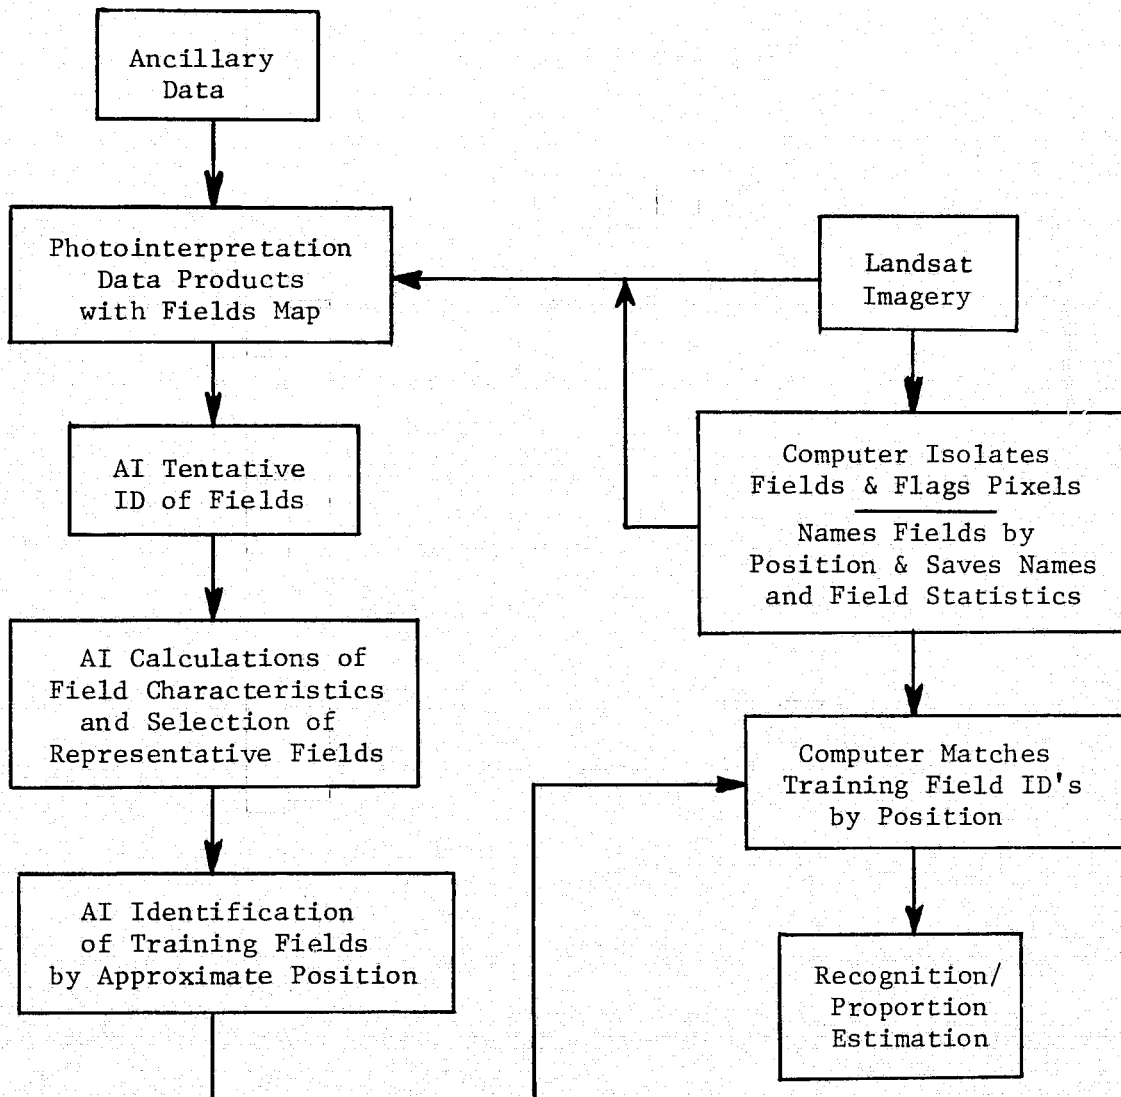 Ancillary
Data
Photointerpretation
Data Products
with Fields Map
Landsat
Imagery
AI Tentative
ID of Fields
Computer Isolates
Fields & Flags Pixels
Names Fields by
Position & Saves Names
and Field Statistics
AI Calculations of
Field Characteristics
and Selection of
Representative Fields
Computer Matches
Training Field ID's
by Position
AI Identification
of Training Fields
by Approximate Position
Recognition/
Proportion
Estimation